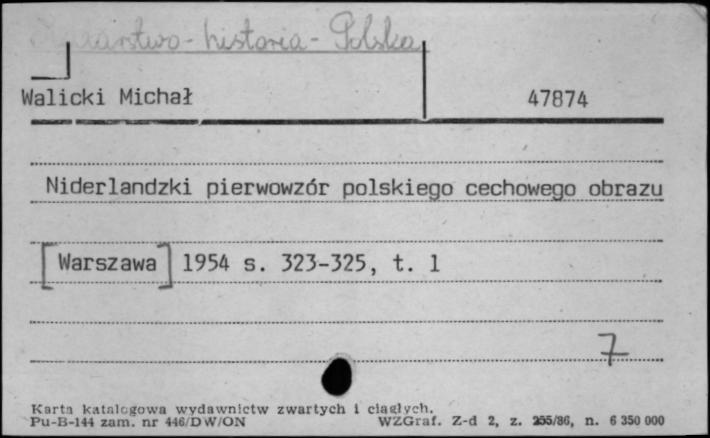 - historia - Polska
Walicki Michał 47874
Niderlandzki pierwowzór polskiego cechowego obrazu
[Warszawa] 1954 s. 323-325, t. 1
7
Karta katalogowa wydawnictw zwartych i ciągłych.
Pu-B-144 zam. nr 446/DW/ON WZGraf. Z-d 2, z. 255/86, n. 6 350 000